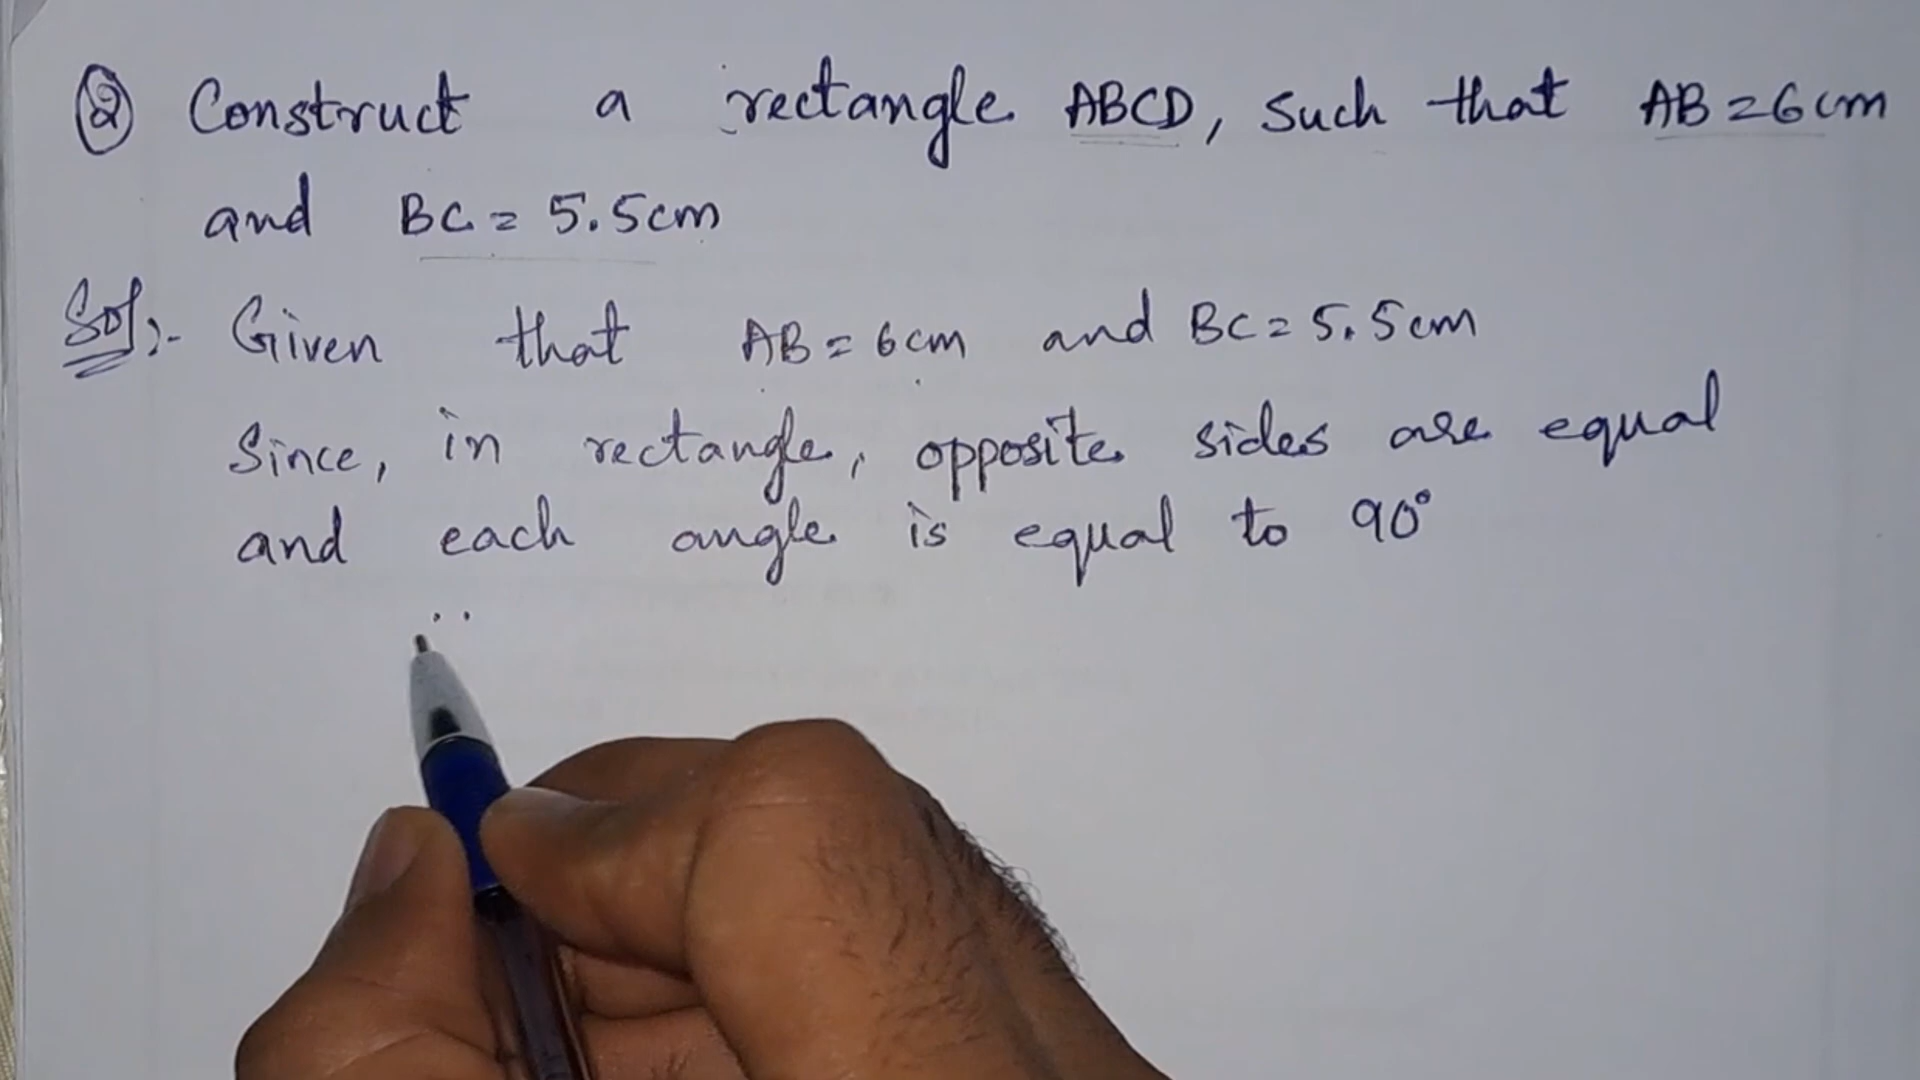 ② Construct a rectangle ABCD, such that AB = 6cm
and BC = 5.5cm
Sol:- Given that AB = 6cm and BC = 5.5cm
Since, in rectangle, opposite sides are equal
and each angle is equal to 90°